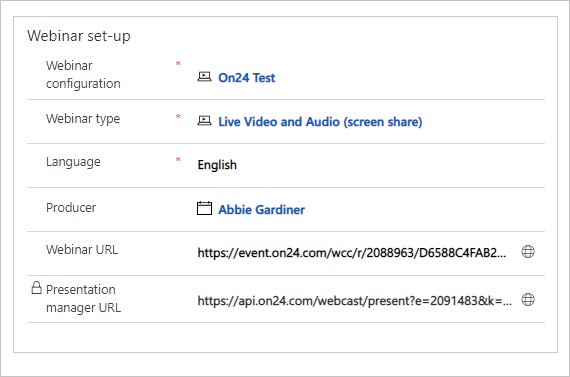 Webinar set-up
Webinar
configuration
*
On24 Test
Webinar type
*
Live Video and Audio (screen share)
Language
*
English
Producer
Abbie Gardiner
Webinar URL
https://event.on24.com/wcc/r/2088963/D6588C4FAB2...
Presentation
manager URL
https://api.on24.com/webcast/present?e=2091483&k=...